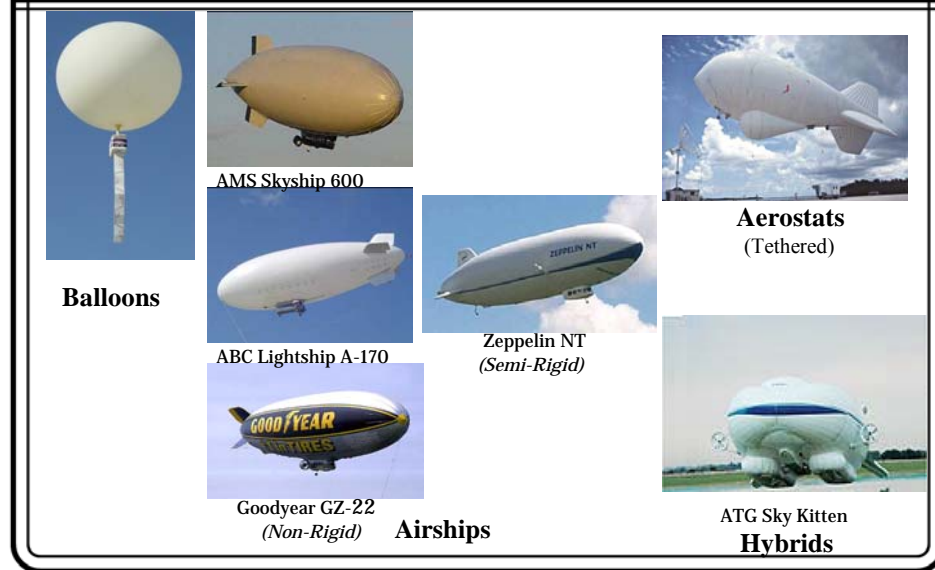 AMS Skyship 600
Aerostats
(Tethered)
ZEPPELIN NT
Balloons
Zeppelin NT
(Semi-Rigid)
ABC Lightship A-170
GOODYEAR
TIRES
Goodyear GZ-22
(Non-Rigid)
Airships
ATG Sky Kitten
Hybrids